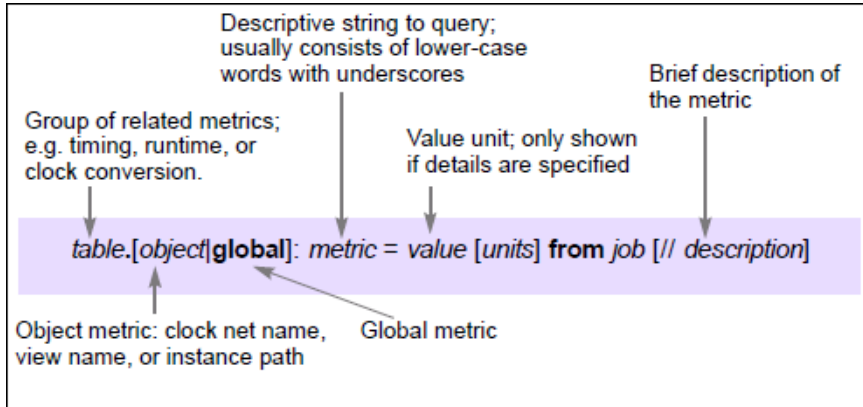 Descriptive string to query;
usually consists of lower-case
words with underscores
Brief description of
the metric
Group of related metrics;
e.g. timing, runtime, or
clock conversion.
Value unit; only shown
if details are specified
table.[object|global]: metric = value [units] from job [// description]
Object metric: clock net name,
view name, or instance path
Global metric